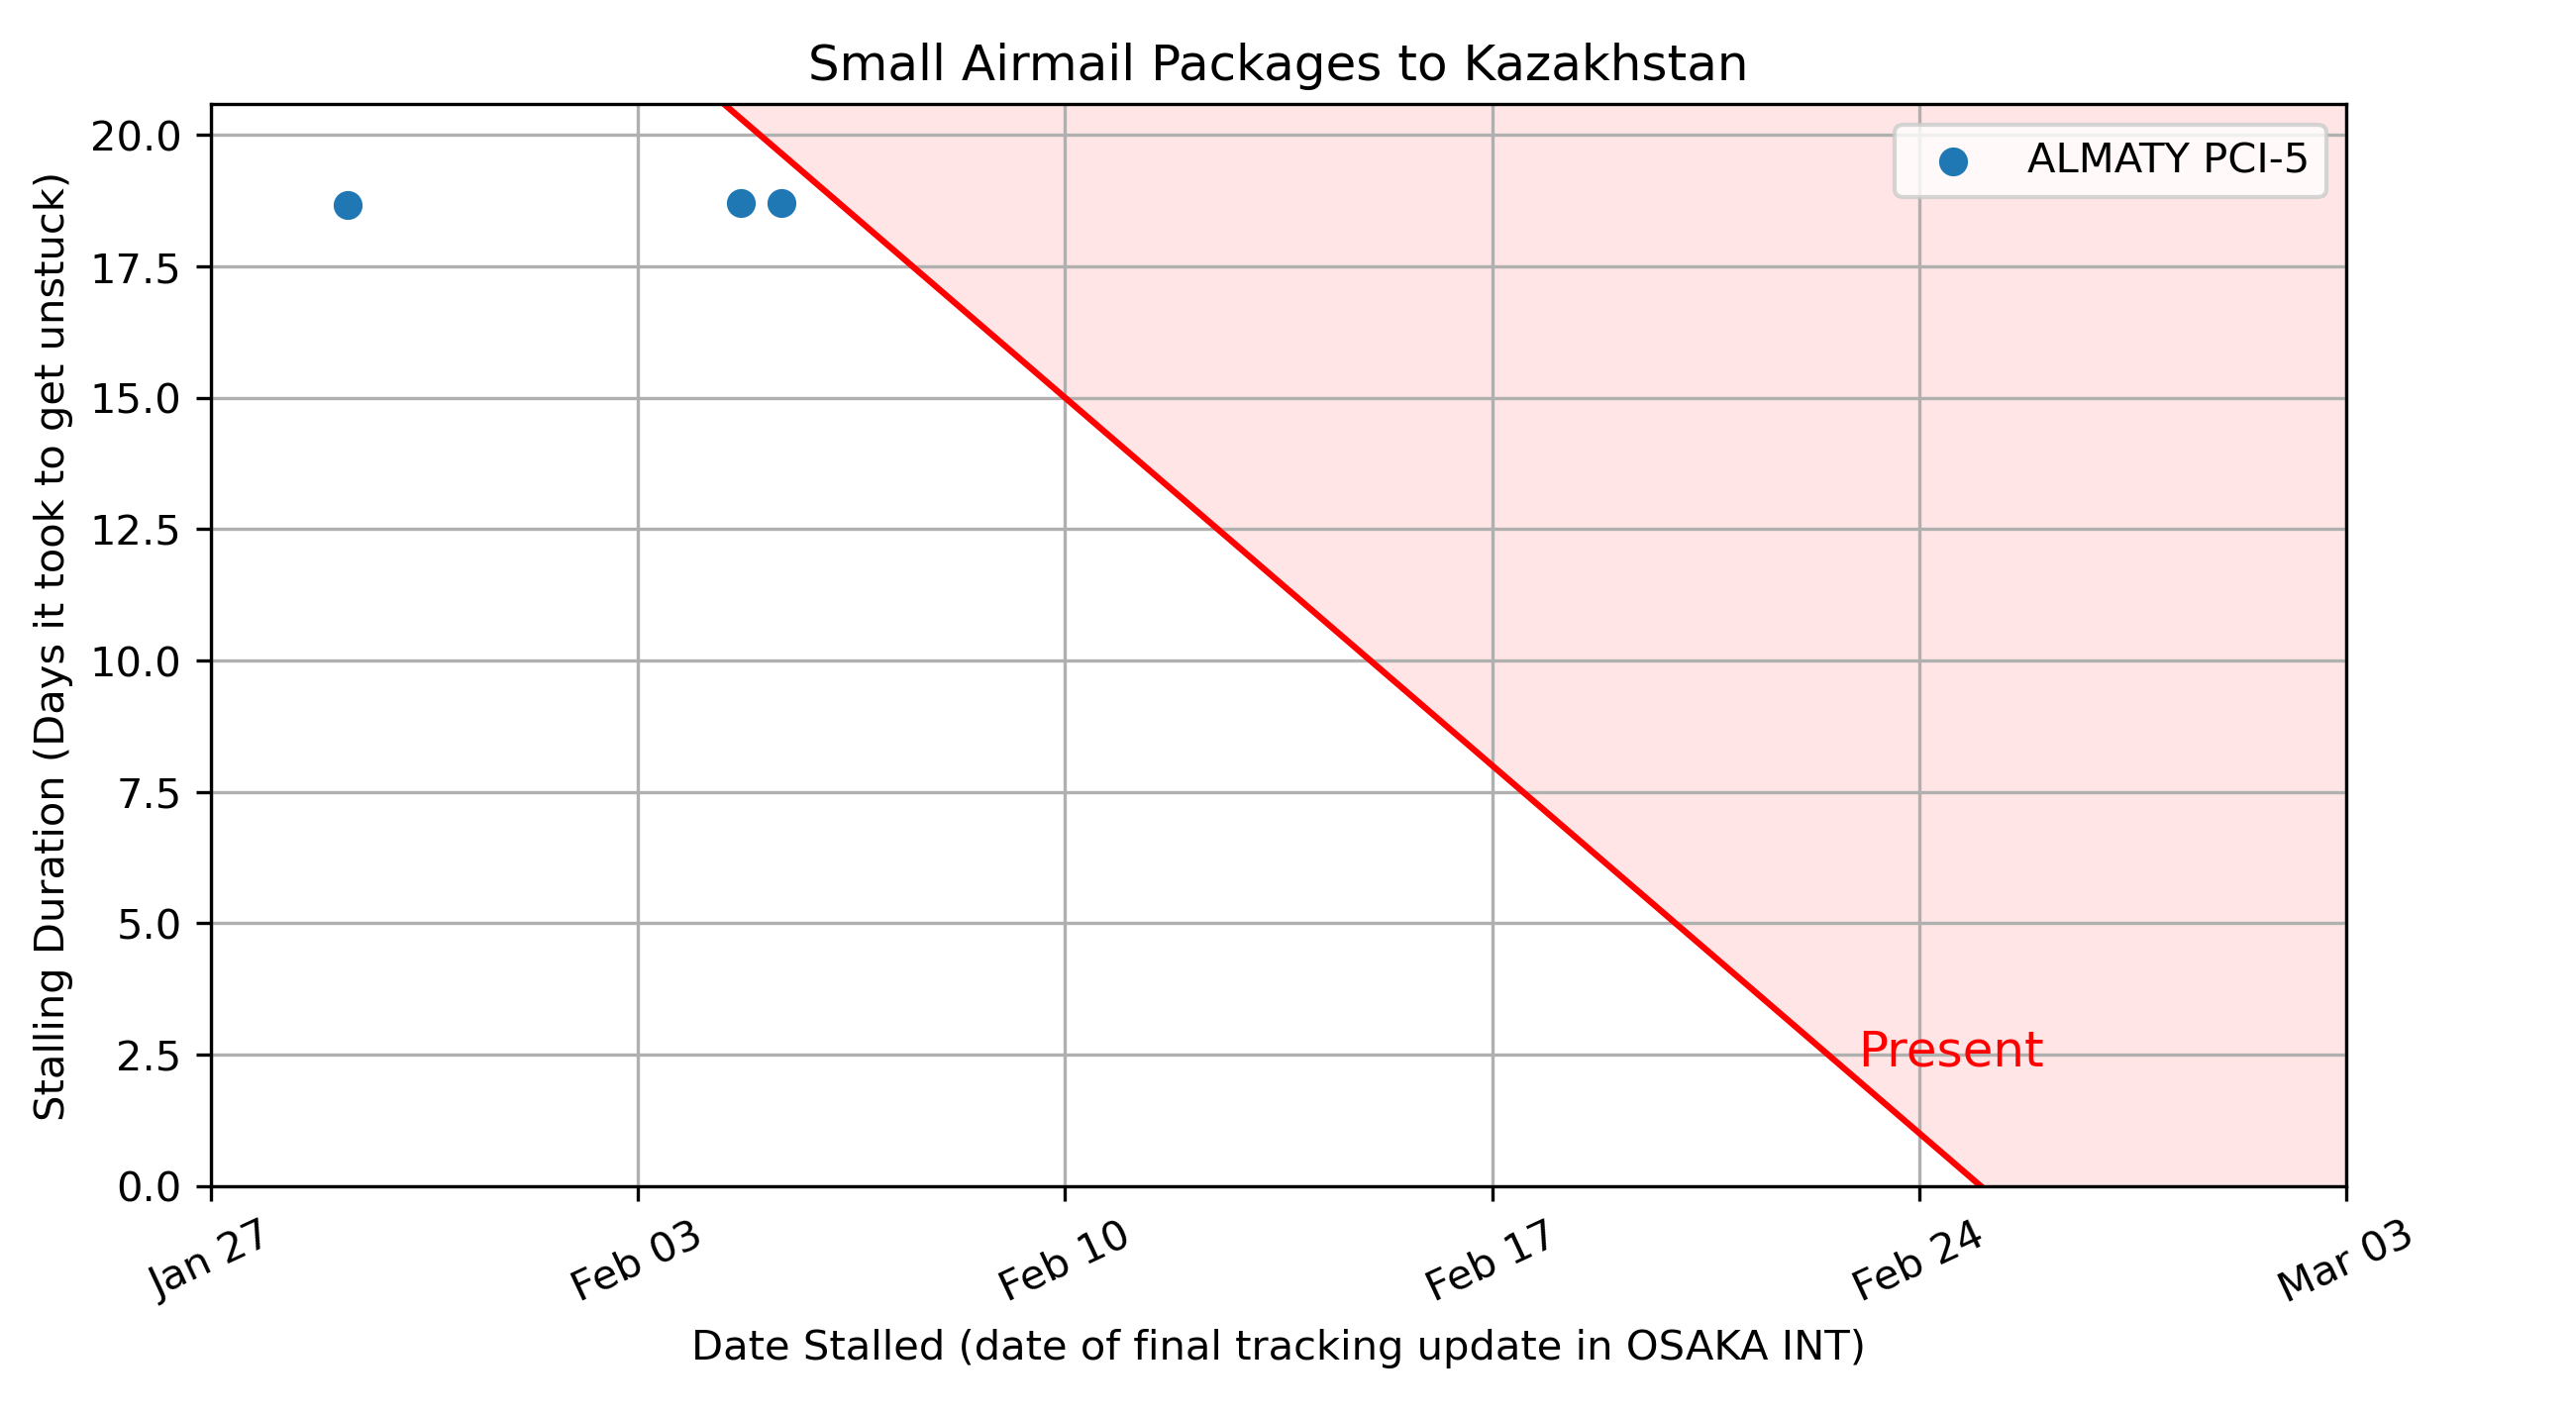 Small Airmail Packages to Kazakhstan
20.0
17.5
15.0
12.5
10.0
7.5
5.0
2.5
0.0
Stalling Duration (Days it took to get unstuck)
ALMATY PCI-5
Present
Jan 27
Feb 03
Feb 10
Feb 17
Feb 24
Mar 03
Date Stalled (date of final tracking update in OSAKA INT)